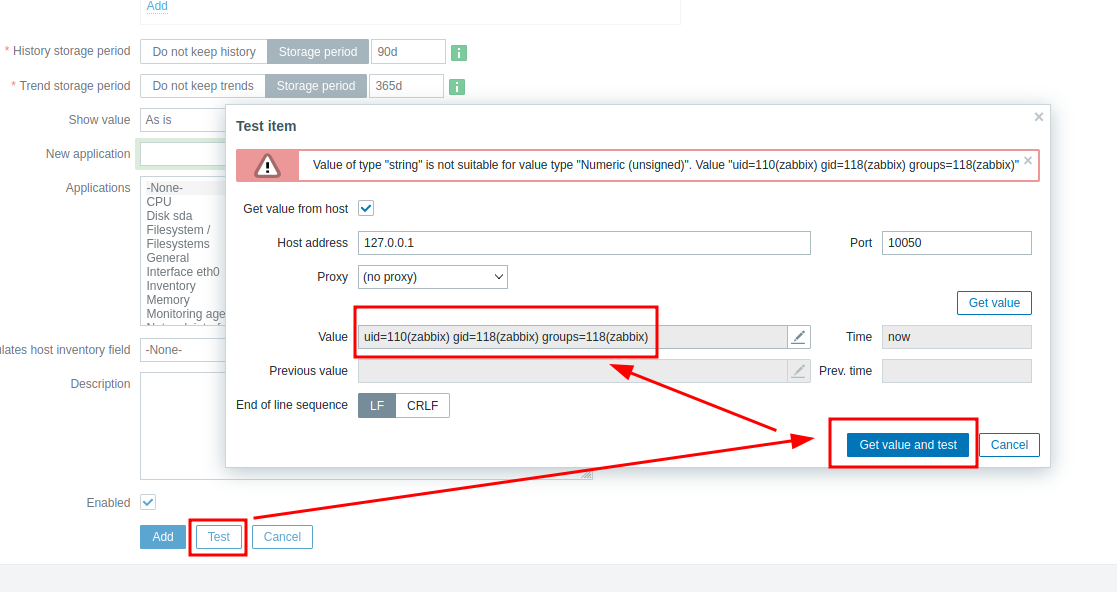 Add
* History storage period Do not keep history Storage period 90d
* Trend storage period Do not keep trends Storage period 365d
Show value As is
New application
Applications -None-
CPU
Disk sda
Filesystem /
Filesystems
General
Interface eth0
Inventory
Memory
Monitoring age
ulates host inventory field -None-
Description
Enabled
Add Test Cancel
Test item
Value of type "string" is not suitable for value type "Numeric (unsigned)". Value "uid=110(zabbix) gid=118(zabbix) groups=118(zabbix)"
Get value from host
Host address 127.0.0.1 Port 10050
Proxy (no proxy)
Get value
Value uid=110(zabbix) gid=118(zabbix) groups=118(zabbix) Time now
Previous value Prev. time
End of line sequence LF CRLF
Get value and test Cancel